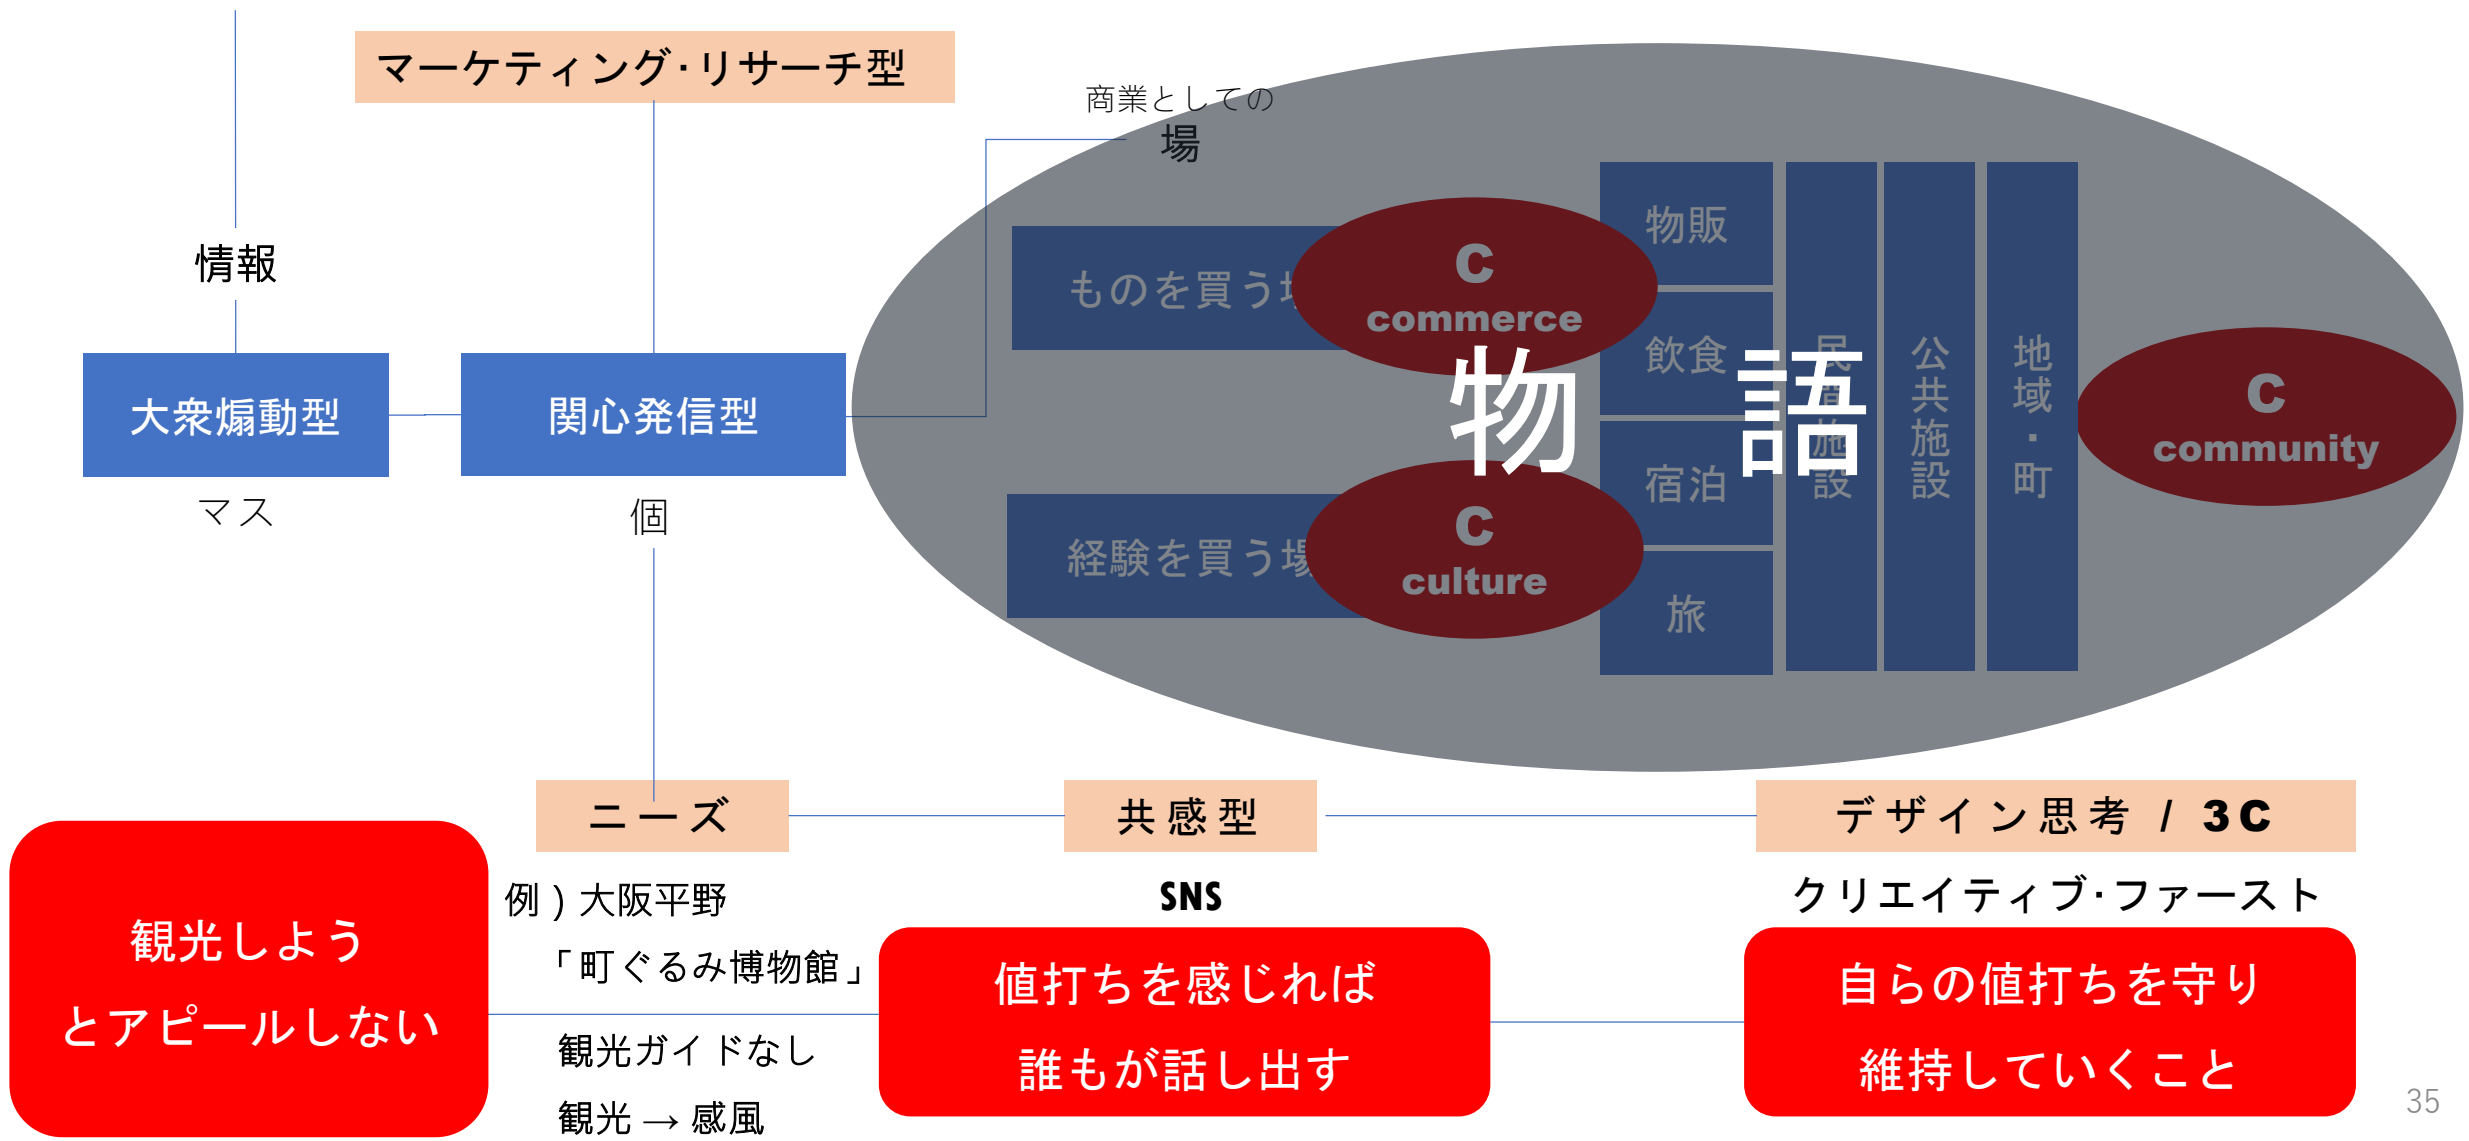 マーケティング・リサーチ型
商業としての
場
情報
大衆煽動型
マス
関心発信型
個
ものを買う場
経験を買う場
C
commerce
C
culture
物販
飲食
宿泊
旅
民間施設
公共施設
地域・町
C
community
物 語
ニーズ
共感型
デザイン思考 / 3C
例）大阪平野
「町ぐるみ博物館」
観光ガイドなし
観光 → 感風
SNS
クリエイティブ・ファースト
観光しよう
とアピールしない
値打ちを感じれば
誰もが話し出す
自らの値打ちを守り
維持していくこと
35